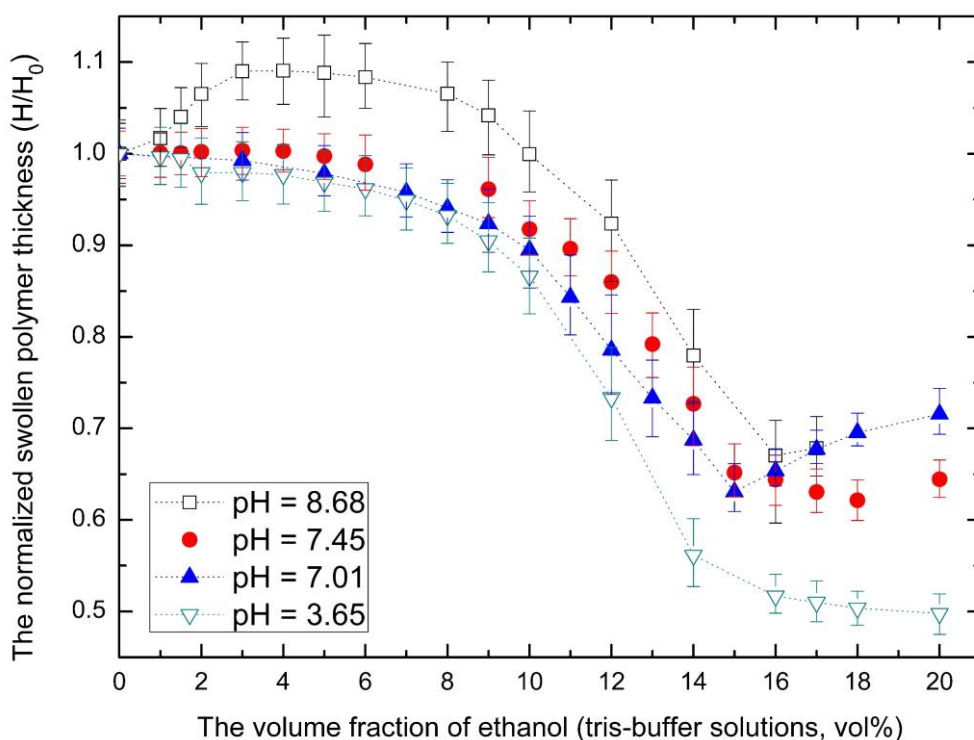 The normalized swollen polymer thickness (H/H₀)
1.1
1.0
0.9
0.8
0.7
0.6
0.5
pH = 8.68
pH = 7.45
pH = 7.01
pH = 3.65
0 2 4 6 8 10 12 14 16 18 20
The volume fraction of ethanol (tris-buffer solutions, vol%)